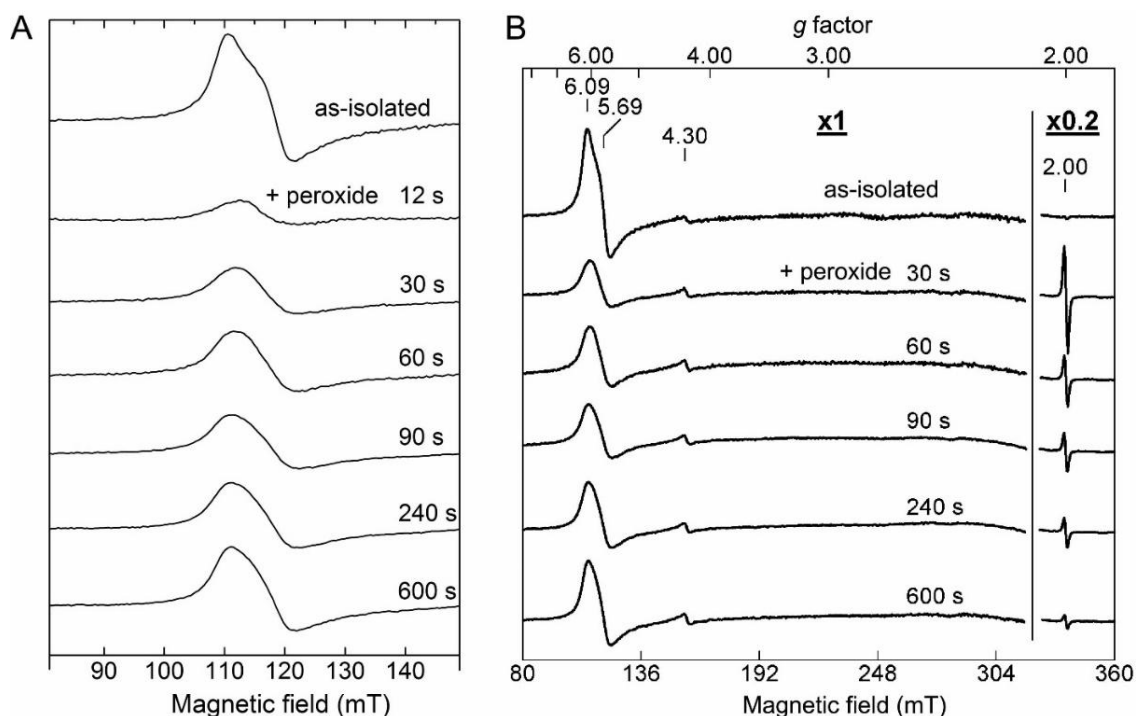 A
as-isolated
+ peroxide 12 s
30 s
60 s
90 s
240 s
600 s
90 100 110 120 130 140
Magnetic field (mT)
B
g factor
6.00 4.00 3.00 2.00
6.09
5.69
4.30
x1
x0.2
2.00
as-isolated
+ peroxide 30 s
60 s
90 s
240 s
600 s
80 136 192 248 304 360
Magnetic field (mT)